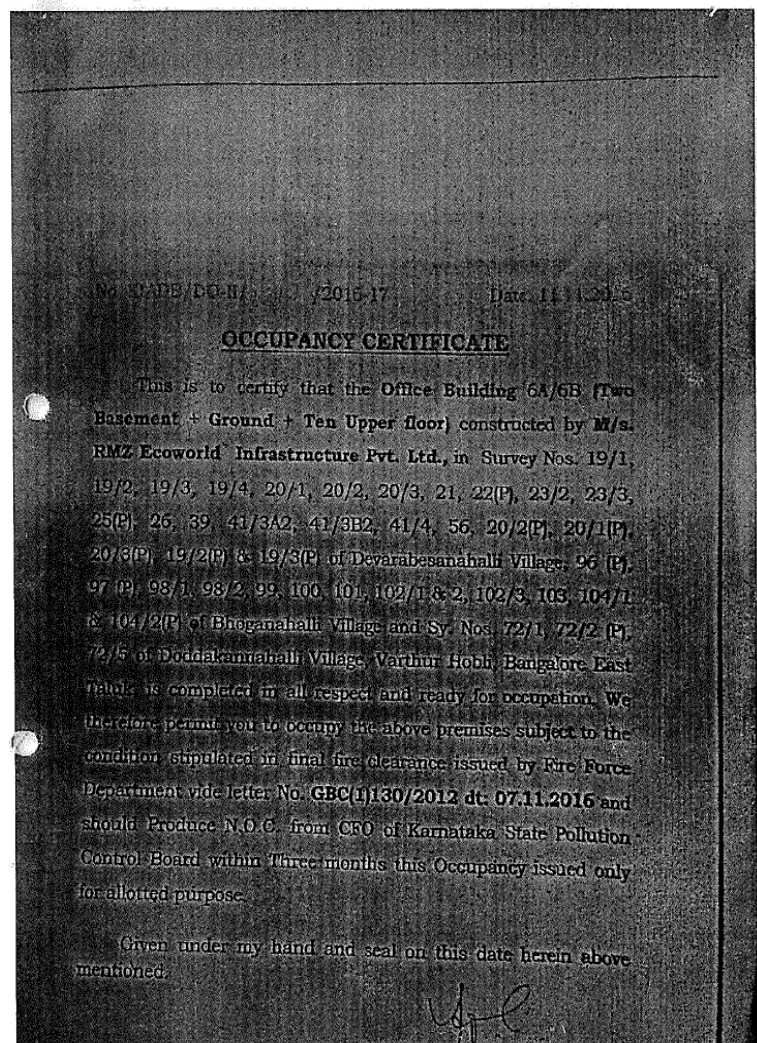 /2016-17 Date: 11.11.2016
OCCUPANCY CERTIFICATE
This is to certify that the Office Building 6A/6B (Two
Basement + Ground + Ten Upper floor) constructed by M/s.
RMZ Ecoworld Infrastructure Pvt. Ltd., in Survey Nos. 19/1,
19/2, 19/3, 19/4, 20/1, 20/2, 20/3, 21, 22(P), 23/2, 23/3,
25(P), 26, 39, 41/3A2, 41/3B2, 41/4, 56, 20/2(P), 20/1(P),
20/3(P), 19/2(P) & 19/3(P) of Devarabesanahalli Village, 96 (P),
97 (P), 98/1, 98/2, 99, 100, 101, 102/1 & 2, 102/3, 103, 104/1
& 104/2(P) of Bhoganahalli Village and Sy. Nos. 72/1, 72/2 (P),
72/5 of Doddakannahalli Village, Varthur Hobli, Bangalore East
Taluk is completed in all respect and ready for occupation. We
therefore permit you to occupy the above premises subject to the
condition stipulated in final fire clearance issued by Fire Force
Department vide letter No. GBC(1)130/2012 dt: 07.11.2016 and
should Produce N.O.C. from CFO of Karnataka State Pollution
Control Board within Three months this Occupancy issued only
for allotted purpose.
Given under my hand and seal on this date herein above
mentioned.